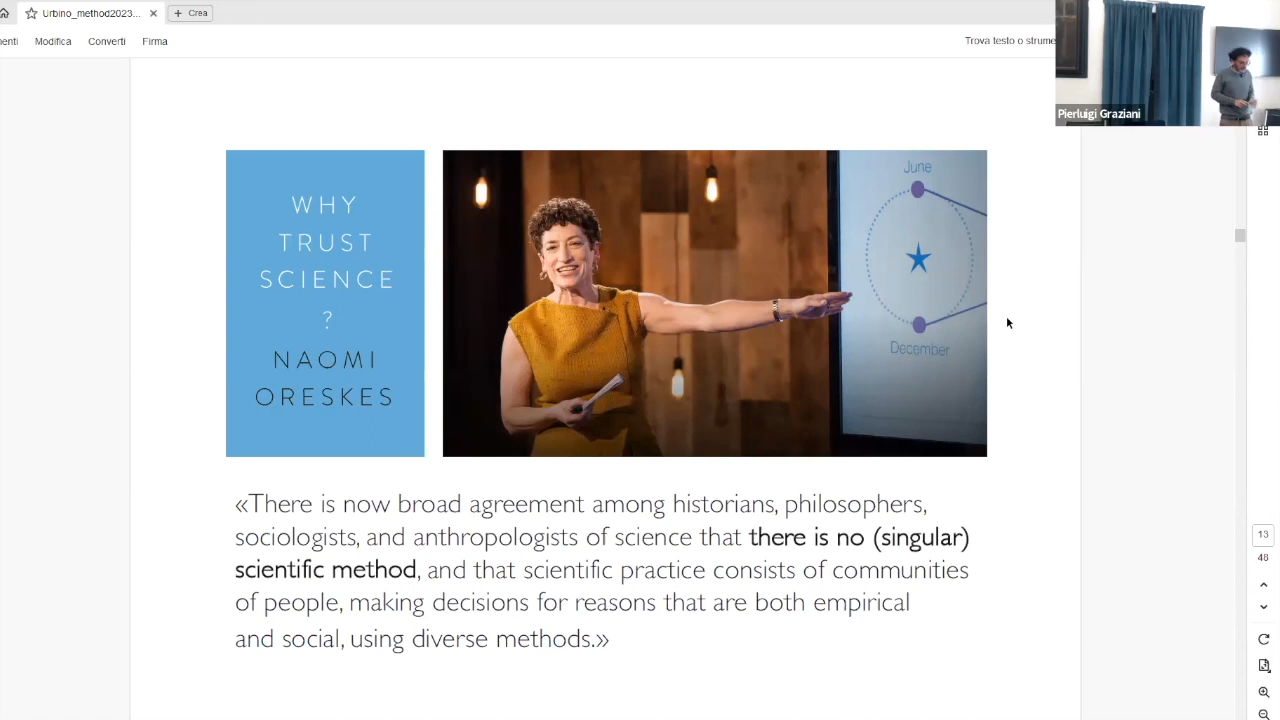 Urbino_method2023...
Crea
menti
Modifica
Converti
Firma
Trova testo o strume
Pierluigi Graziani
WHY
TRUST
SCIENCE
?
NAOMI
ORESKES
June
December
«There is now broad agreement among historians, philosophers,
sociologists, and anthropologists of science that there is no (singular)
scientific method, and that scientific practice consists of communities
of people, making decisions for reasons that are both empirical
and social, using diverse methods.»
13
48